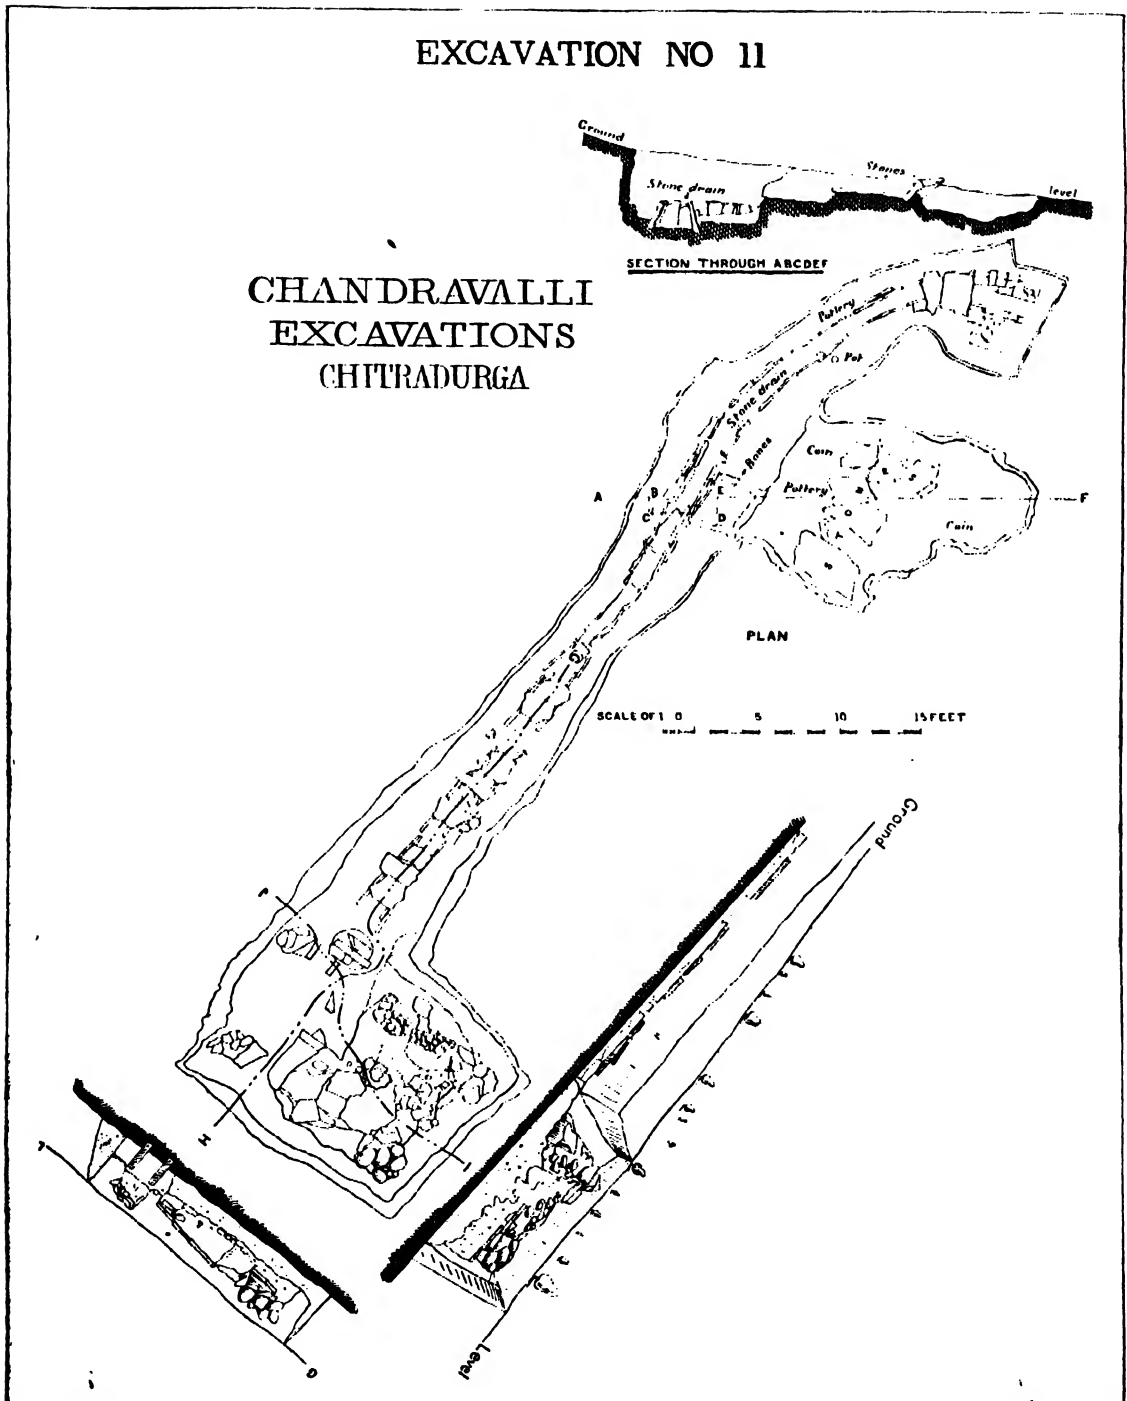 EXCAVATION NO 11
Ground
Stones
level
Stone drain
SECTION THROUGH ABCDEF
CHANDRAVALLI
EXCAVATIONS
CHITRADURGA
Pottery
Pot
Stone drain
Bones
Coin
Pottery
Coin
A
B
C
D
E
F
STONES
PLAN
SCALE OF 1 0 5 10 15 FEET
G
Ground
H
Level